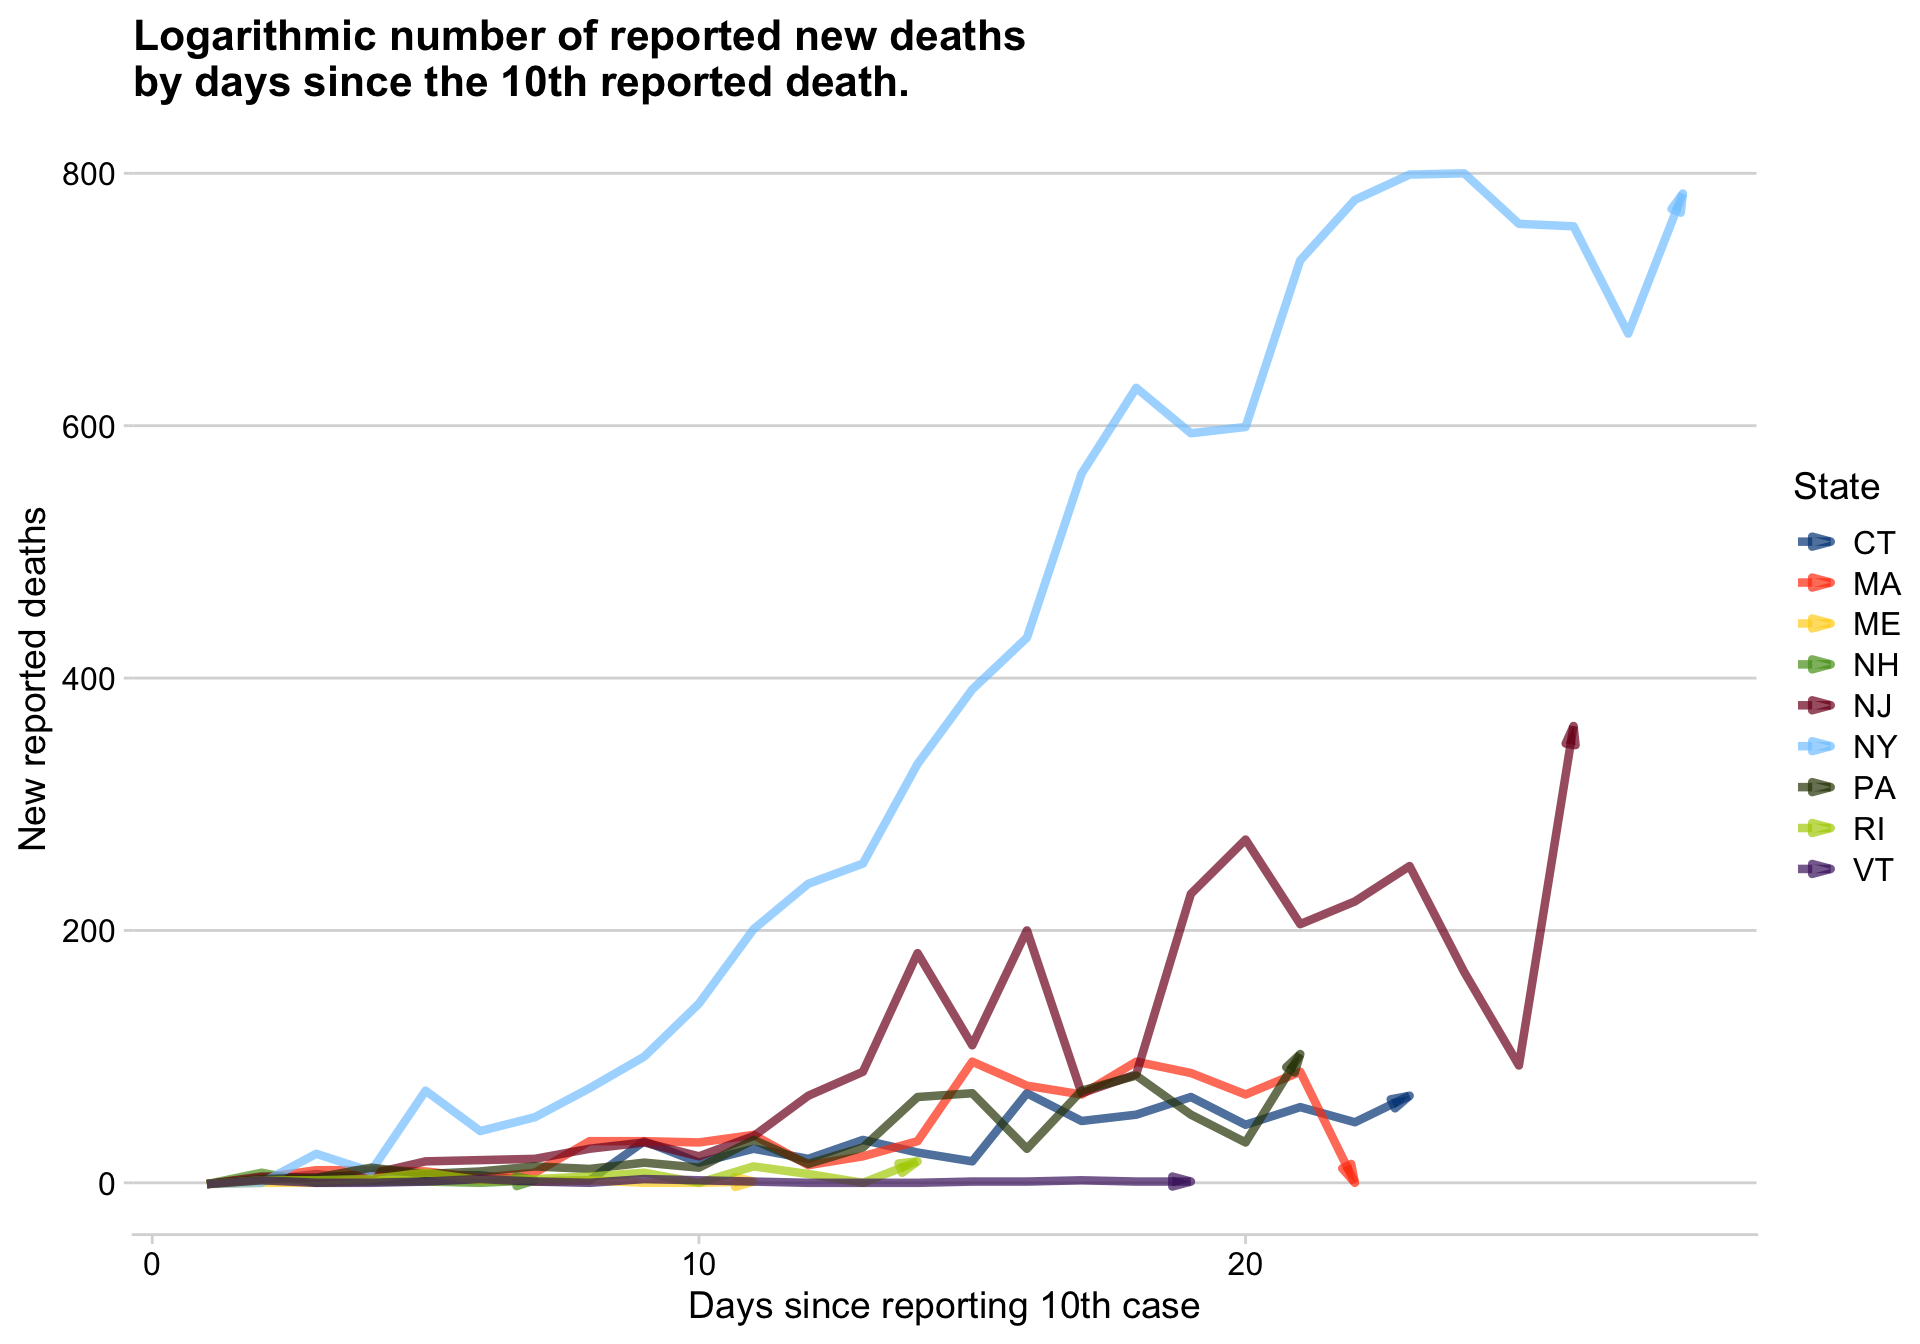 Logarithmic number of reported new deaths
by days since the 10th reported death.
800
600
400
200
0
New reported deaths
0
10
20
Days since reporting 10th case
State
CT
MA
ME
NH
NJ
NY
PA
RI
VT